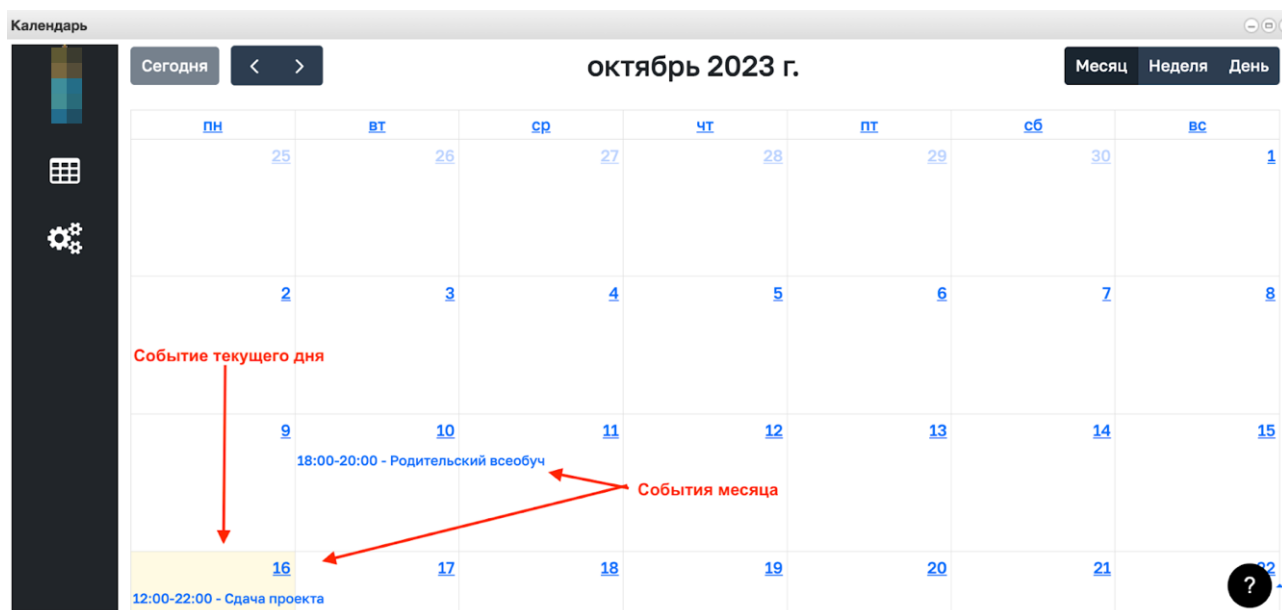 Календарь
Сегодня < > октябрь 2023 г. Месяц Неделя День
пн вт ср чт пт сб вс
25 26 27 28 29 30 1
2 3 4 5 6 7 8
Событие текущего дня
9 10 11 12 13 14 15
18:00-20:00 - Родительский всеобуч
События месяца
16 17 18 19 20 21 22
?
12:00-22:00 - Сдача проекта